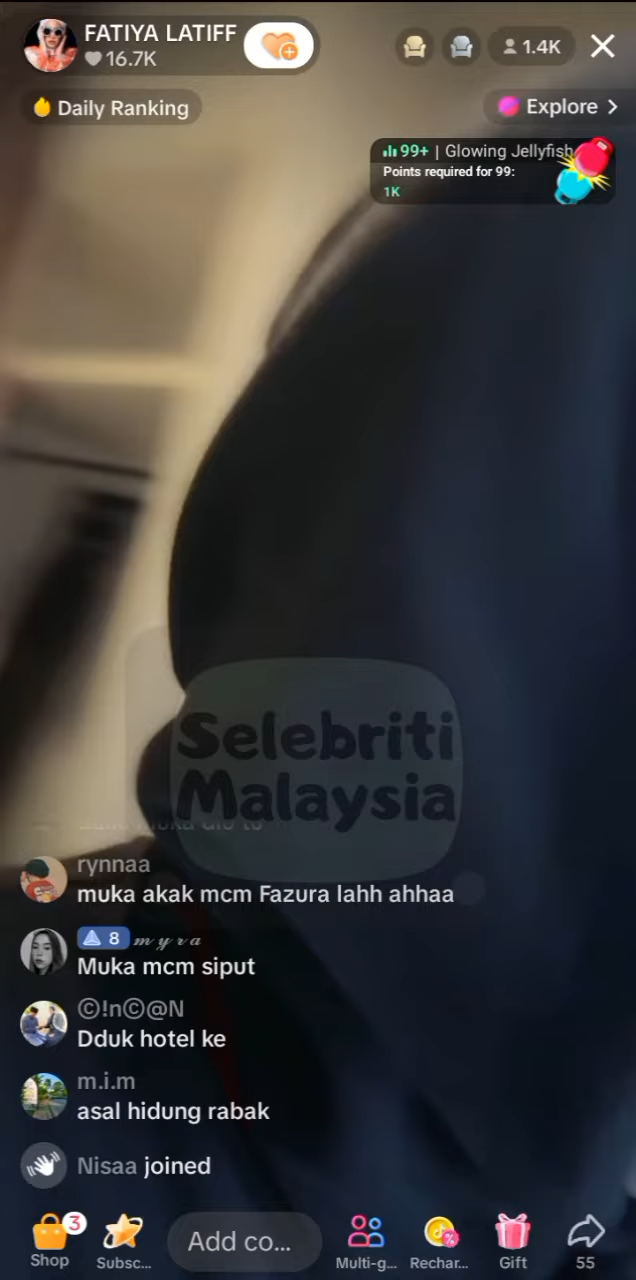 FATIYA LATIFF
16.7K
1.4K
Daily Ranking
Explore
99+ | Glowing Jellyfish
Points required for 99:
1K
Selebriti
Malaysia
rynnaa
muka akak mcm Fazura lahh ahhaa
8 𝓂 𝓎 𝓇 𝒶
Muka mcm siput
©!n©@N
Dduk hotel ke
m.i.m
asal hidung rabak
Nisaa joined
3
Add co...
Shop
Subsc...
Multi-g...
Rechar...
Gift
55